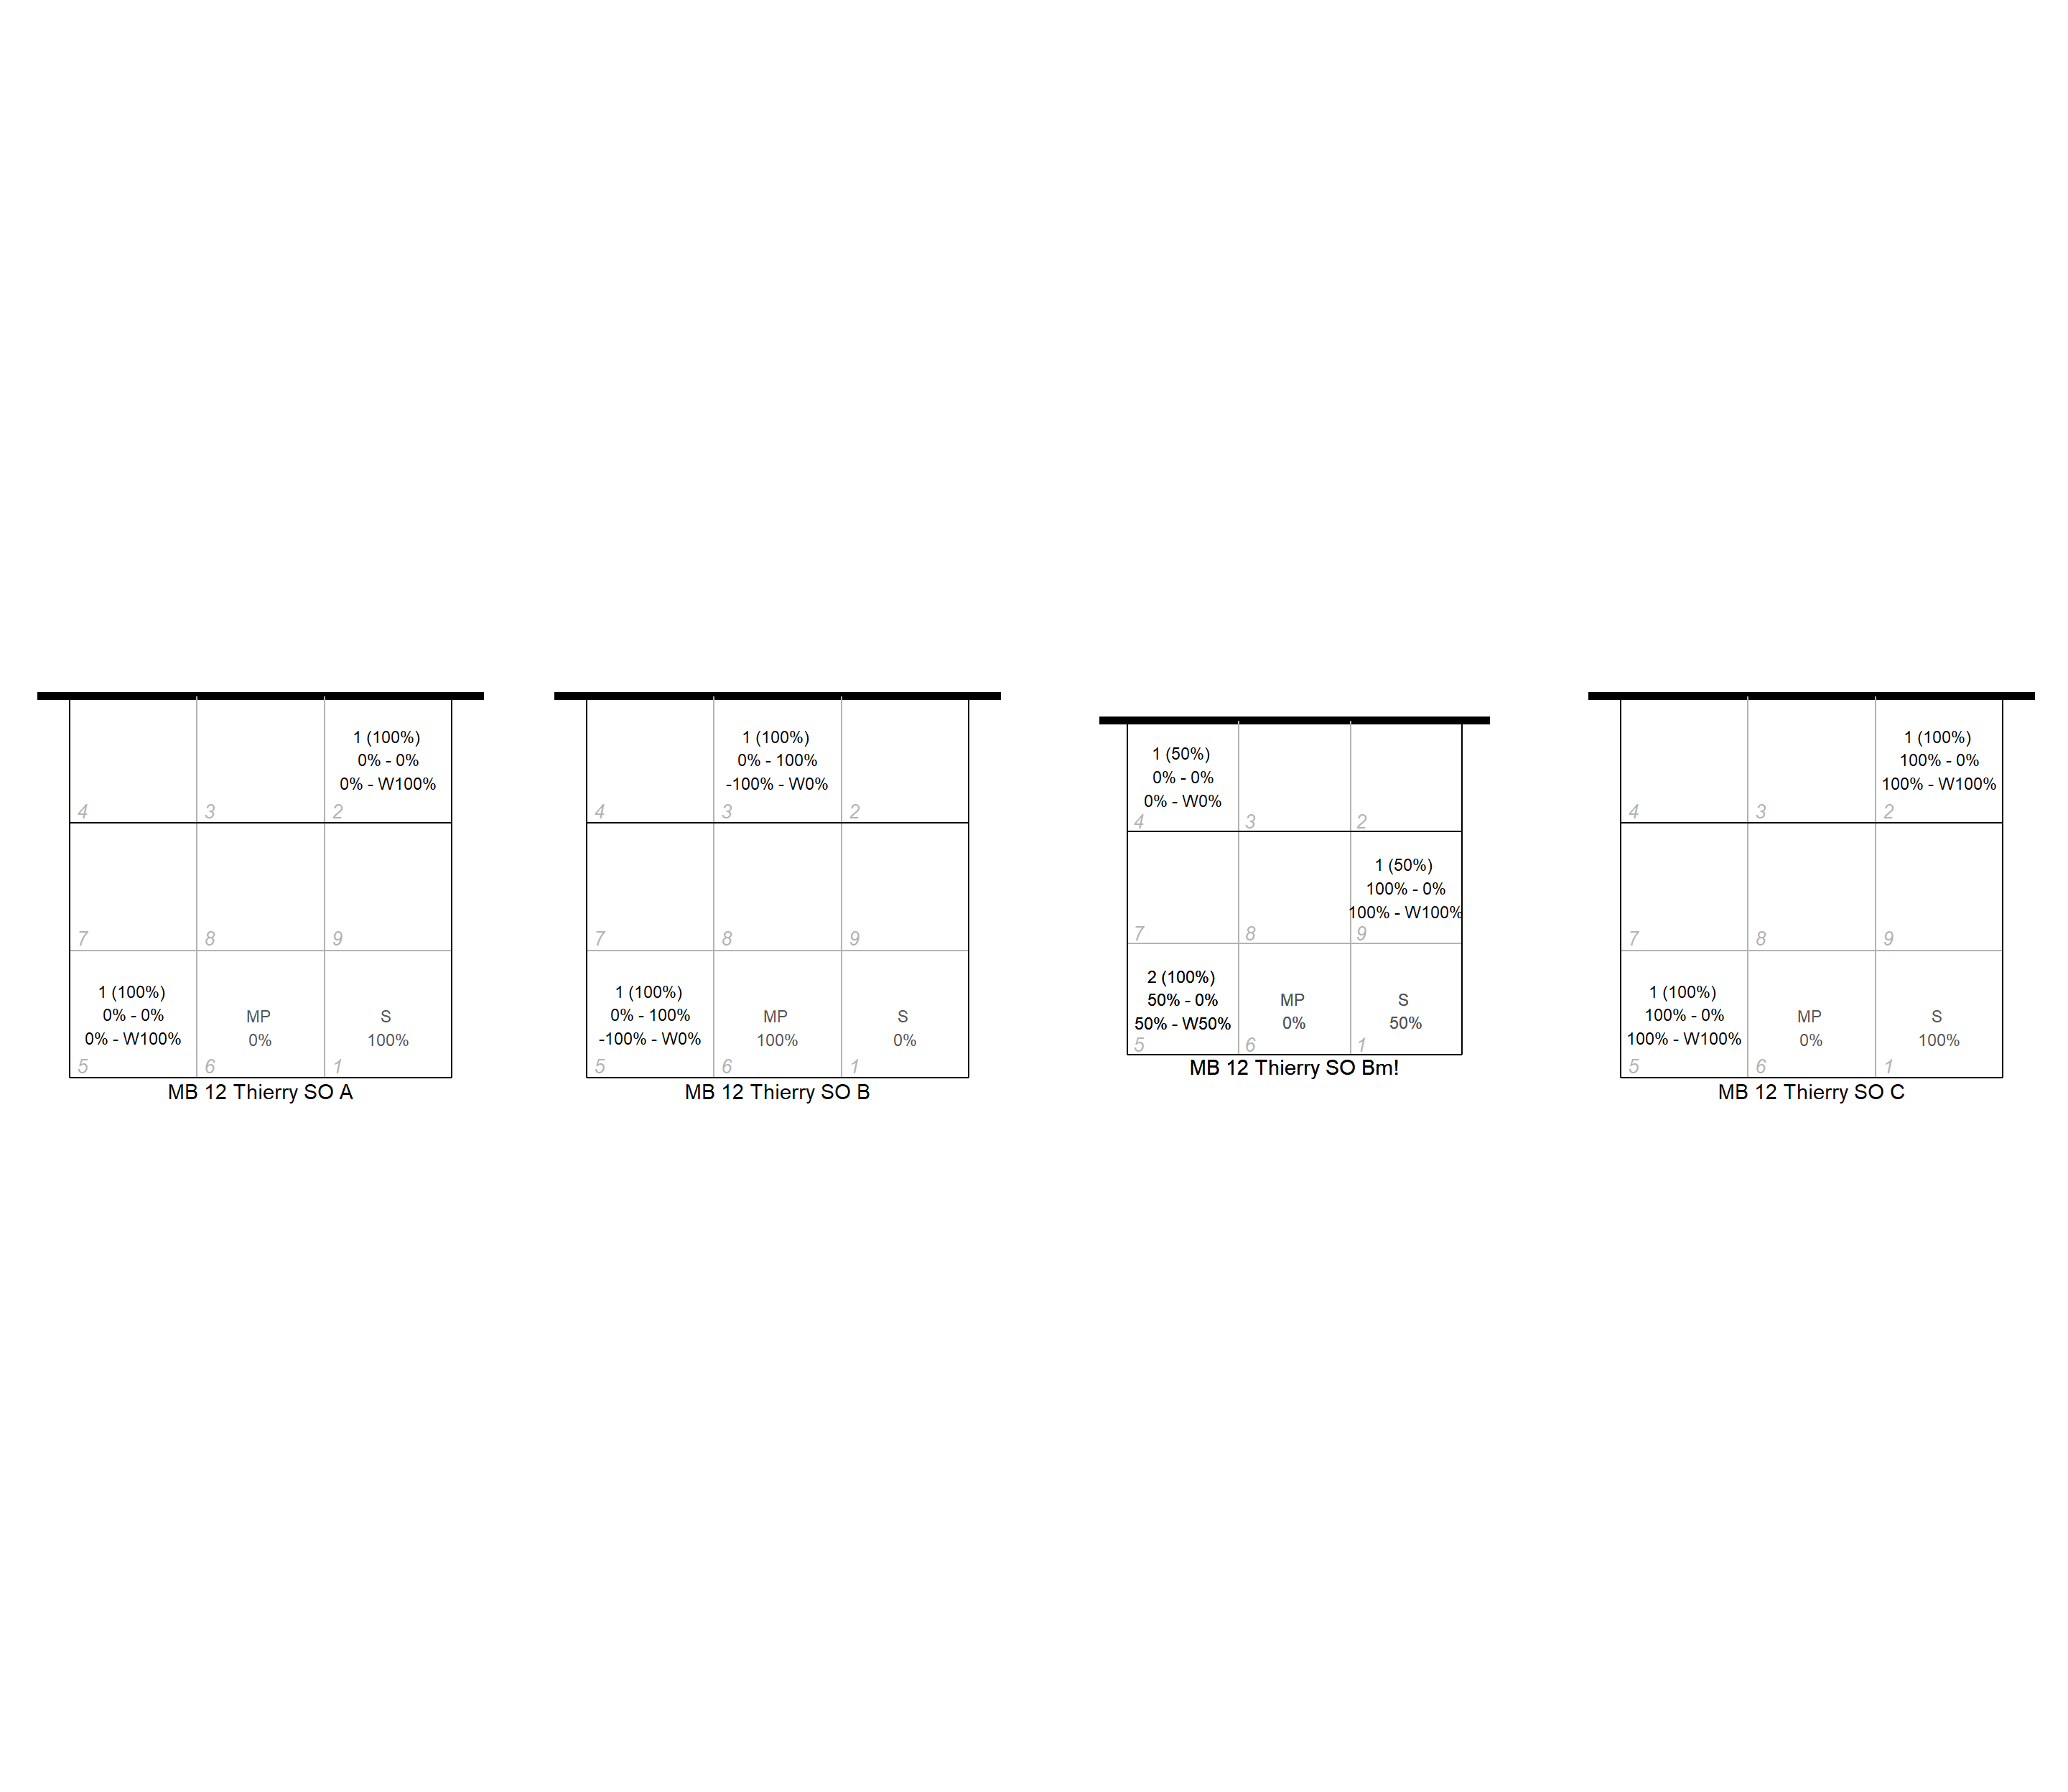 1 (100%)
0% - 0%
0% - W100%
4
3
2
7
8
9
1 (100%)
0% - 0%
0% - W100%
MP
0%
S
100%
5
6
1
MB 12 Thierry SO A
1 (100%)
0% - 100%
-100% - W0%
4
3
2
7
8
9
1 (100%)
0% - 100%
-100% - W0%
MP
100%
S
0%
5
6
1
MB 12 Thierry SO B
1 (50%)
0% - 0%
0% - W0%
4
3
2
1 (50%)
100% - 0%
100% - W100%
7
8
9
2 (100%)
50% - 0%
50% - W50%
MP
0%
S
50%
5
6
1
MB 12 Thierry SO Bm!
1 (100%)
100% - 0%
100% - W100%
4
3
2
7
8
9
1 (100%)
100% - 0%
100% - W100%
MP
0%
S
100%
5
6
1
MB 12 Thierry SO C